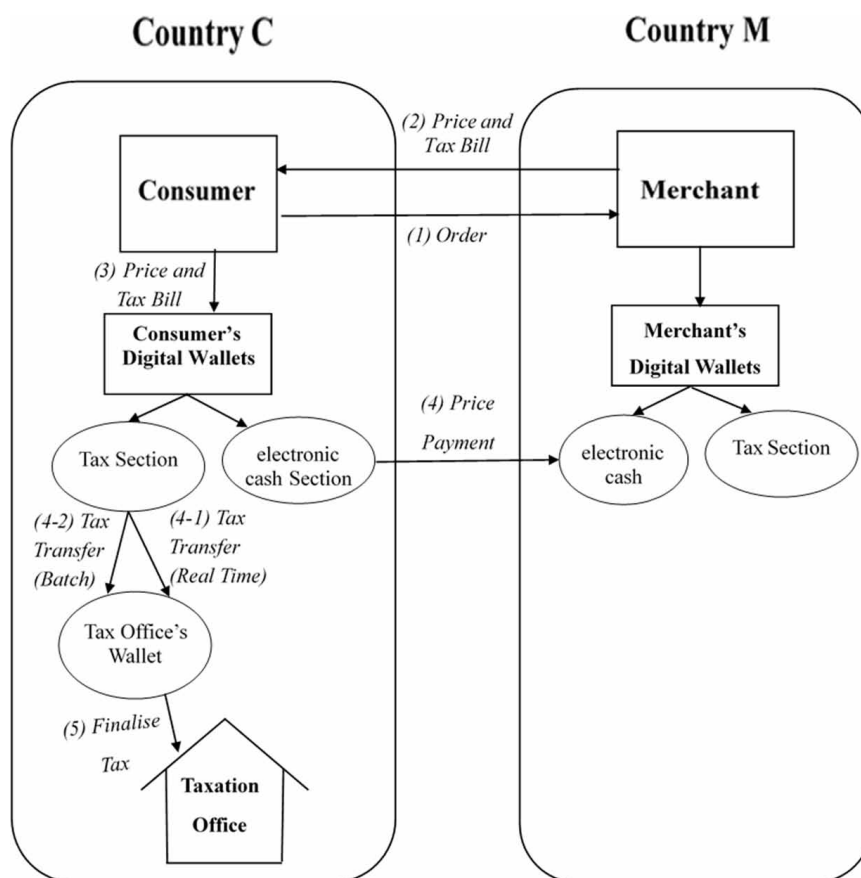 Country C
Country M
(2) Price and
Tax Bill
Consumer
Merchant
(1) Order
(3) Price and
Tax Bill
Consumer's
Digital Wallets
Merchant's
Digital Wallets
(4) Price
Payment
Tax Section
electronic
cash Section
electronic
cash
Tax Section
(4-2) Tax
Transfer
(Batch)
(4-1) Tax
Transfer
(Real Time)
Tax Office's
Wallet
(5) Finalise
Tax
Taxation
Office